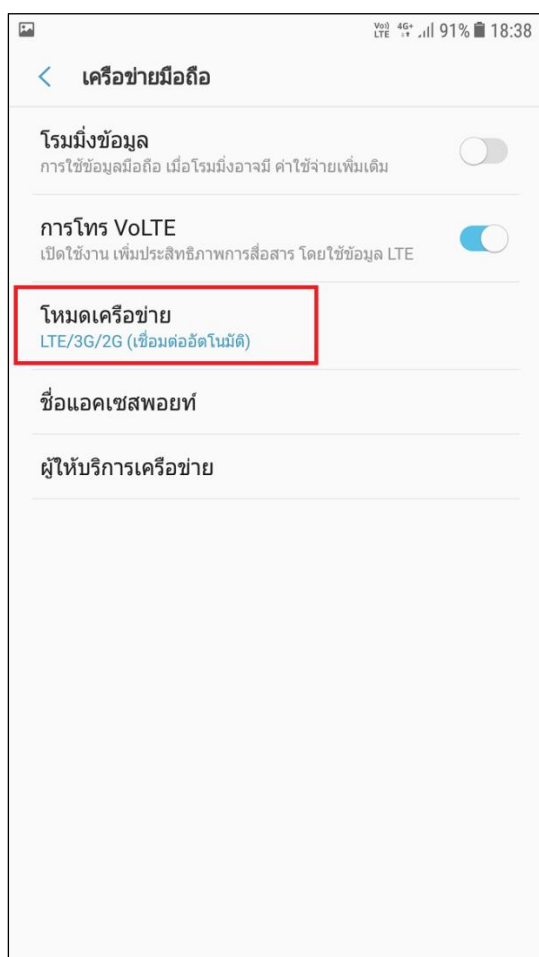 Vo)) LTE 4G+ 91% 18:38
เครือข่ายมือถือ
โรมมิ่งข้อมูล
การใช้ข้อมูลมือถือ เมื่อโรมมิ่งอาจมี ค่าใช้จ่ายเพิ่มเติม
การโทร VoLTE
เปิดใช้งาน เพิ่มประสิทธิภาพการสื่อสาร โดยใช้ข้อมูล LTE
โหมดเครือข่าย
LTE/3G/2G (เชื่อมต่ออัตโนมัติ)
ชื่อแอคเซสพอยท์
ผู้ให้บริการเครือข่าย